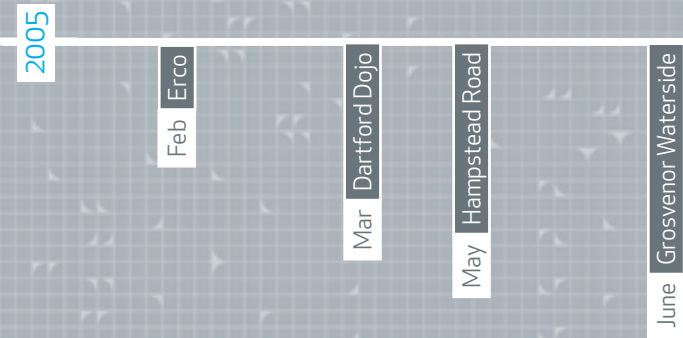 2005
Feb Erco
Mar Dartford Dojo
May Hampstead Road
June Grosvenor Waterside